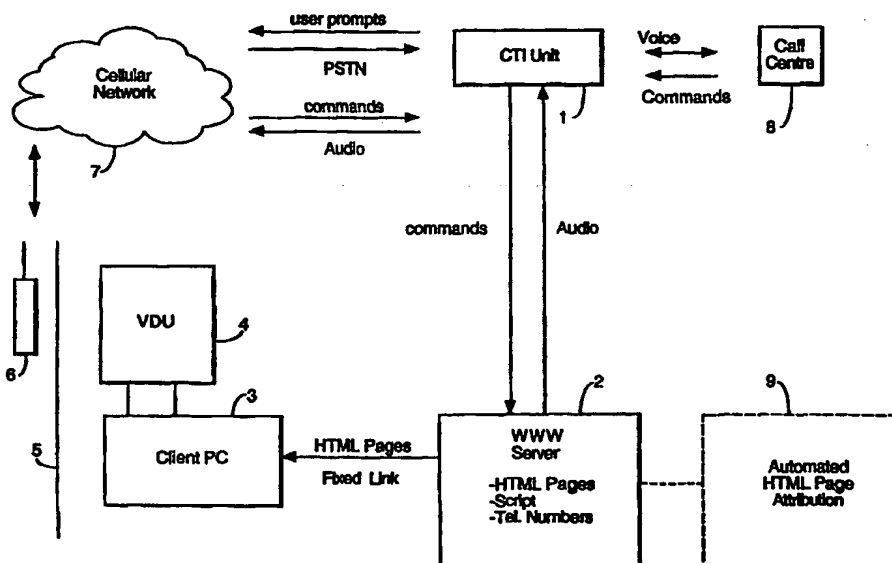 user prompts
PSTN
Cellular
Network
commands
Audio
7
CTI Unit
1
Voice
Commands
Call
Centre
8
commands
Audio
6
5
VDU
4
3
Client PC
HTML Pages
Fixed Link
2
WWW
Server
-HTML Pages
-Script
-Tel. Numbers
9
Automated
HTML Page
Attribution